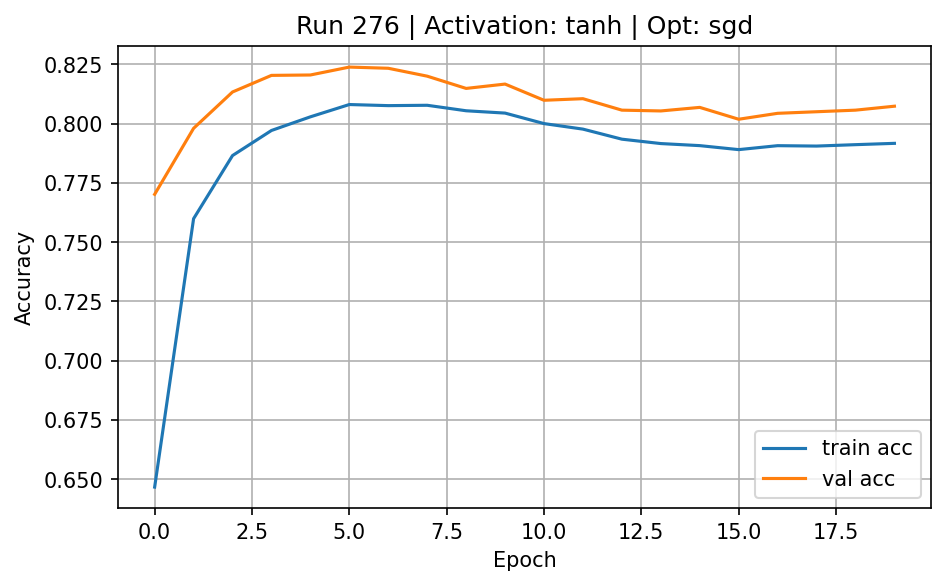 Run 276 | Activation: tanh | Opt: sgd
0.825
0.800
0.775
0.750
0.725
0.700
0.675
0.650
Accuracy
train acc
val acc
0.0 2.5 5.0 7.5 10.0 12.5 15.0 17.5
Epoch